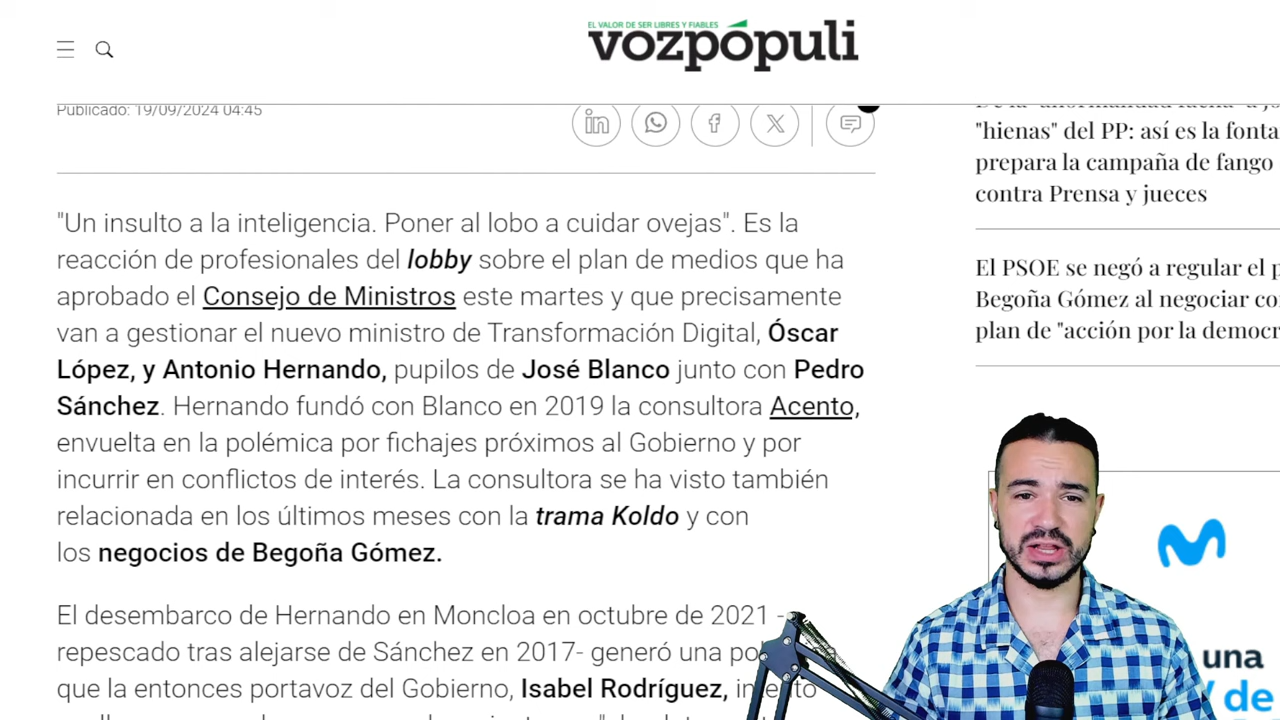 EL VALOR DE SER LIBRES Y FIABLES
vozpópuli
Publicado: 19/09/2024 04:45
"hienas" del PP: así es la fonta
prepara la campaña de fango
contra Prensa y jueces
"Un insulto a la inteligencia. Poner al lobo a cuidar ovejas". Es la
reacción de profesionales del lobby sobre el plan de medios que ha
aprobado el Consejo de Ministros este martes y que precisamente
van a gestionar el nuevo ministro de Transformación Digital, Óscar
López, y Antonio Hernando, pupilos de José Blanco junto con Pedro
Sánchez. Hernando fundó con Blanco en 2019 la consultora Acento,
envuelta en la polémica por fichajes próximos al Gobierno y por
incurrir en conflictos de interés. La consultora se ha visto también
relacionada en los últimos meses con la trama Koldo y con
los negocios de Begoña Gómez.
El PSOE se negó a regular el p
Begoña Gómez al negociar co
plan de "acción por la democr
El desembarco de Hernando en Moncloa en octubre de 2021 -
repescado tras alejarse de Sánchez en 2017- generó una po
que la entonces portavoz del Gobierno, Isabel Rodríguez,
una
de